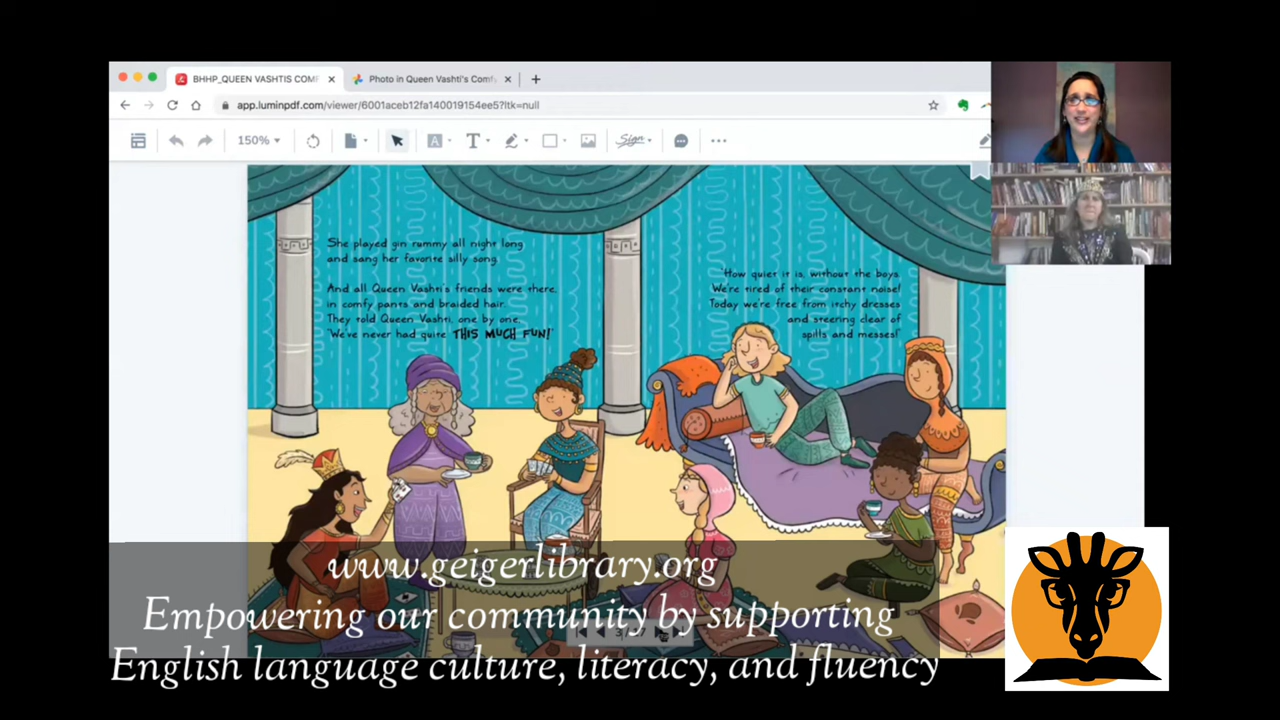 BHHP_QUEEN VASHTIS COMF
Photo in Queen Vashti's Comfy
app.luminpdf.com/viewer/6001aceb12fa140019154ee5?ltk=null
150%
A
T
Sign
She played gin rummy all night long
and sang her favorite silly song.
And all Queen Vashti's friends were there,
in comfy pants and braided hair.
They told Queen Vashti, one by one,
"We've never had quite THIS MUCH FUN!"
"How quiet it is, without the boys.
We're tired of their constant noise!
Today we're free from itchy dresses
and steering clear of
spills and messes!"
www.geigerlibrary.org
Empowering our community by supporting
English language culture, literacy, and fluency